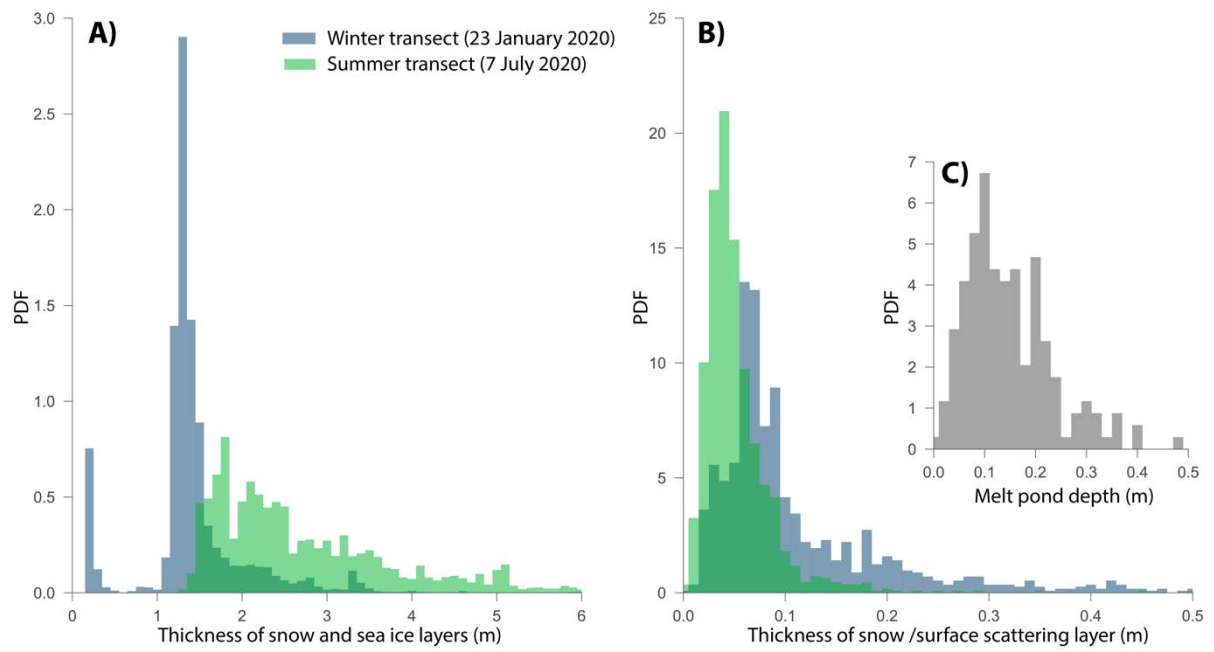 A)
Winter transect (23 January 2020)
Summer transect (7 July 2020)
3.0
2.5
2.0
1.5
1.0
0.5
0.0
PDF
0 1 2 3 4 5 6
Thickness of snow and sea ice layers (m)
B)
25
20
15
10
5
0
PDF
0.0 0.1 0.2 0.3 0.4 0.5
Thickness of snow /surface scattering layer (m)
C)
7
6
5
4
3
2
1
0
PDF
0.0 0.1 0.2 0.3 0.4 0.5
Melt pond depth (m)